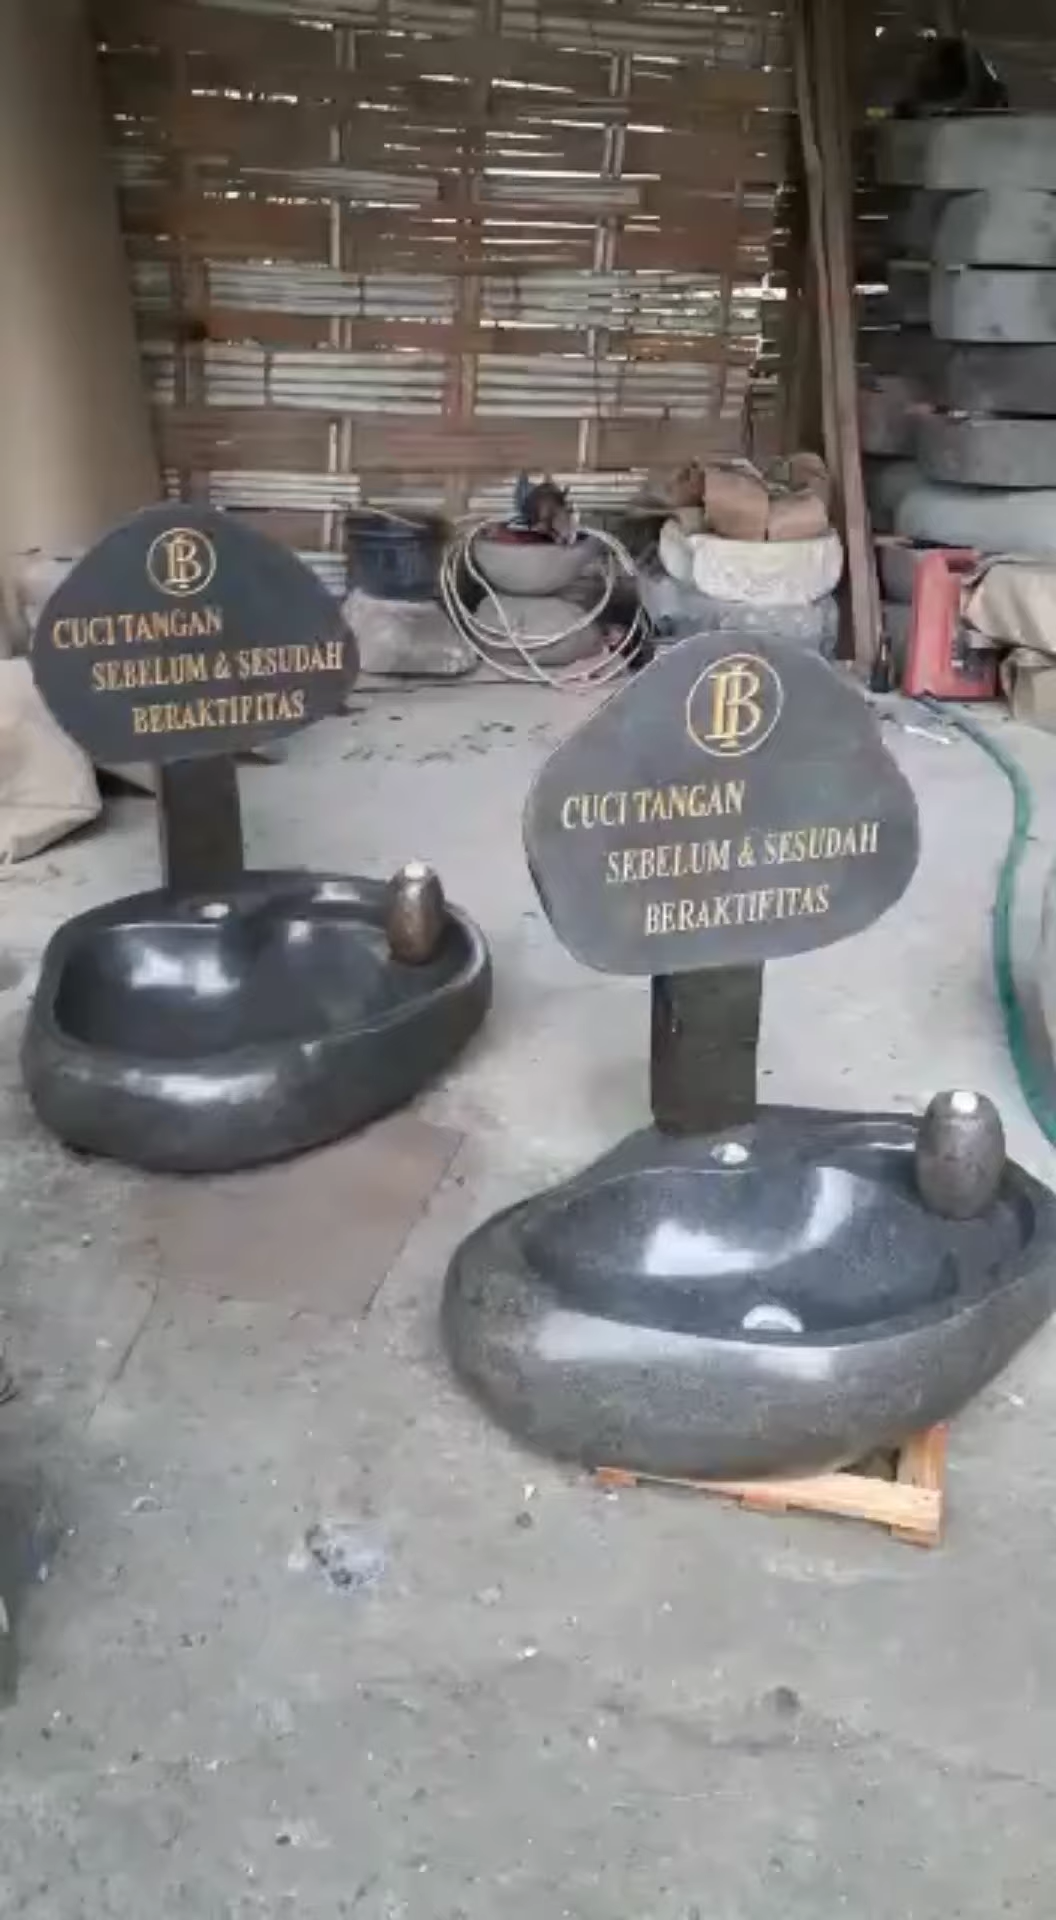 CUCI TANGAN
SEBELUM & SESUDAH
BERAKTIFITAS
CUCI TANGAN
SEBELUM & SESUDAH
BERAKTIFITAS